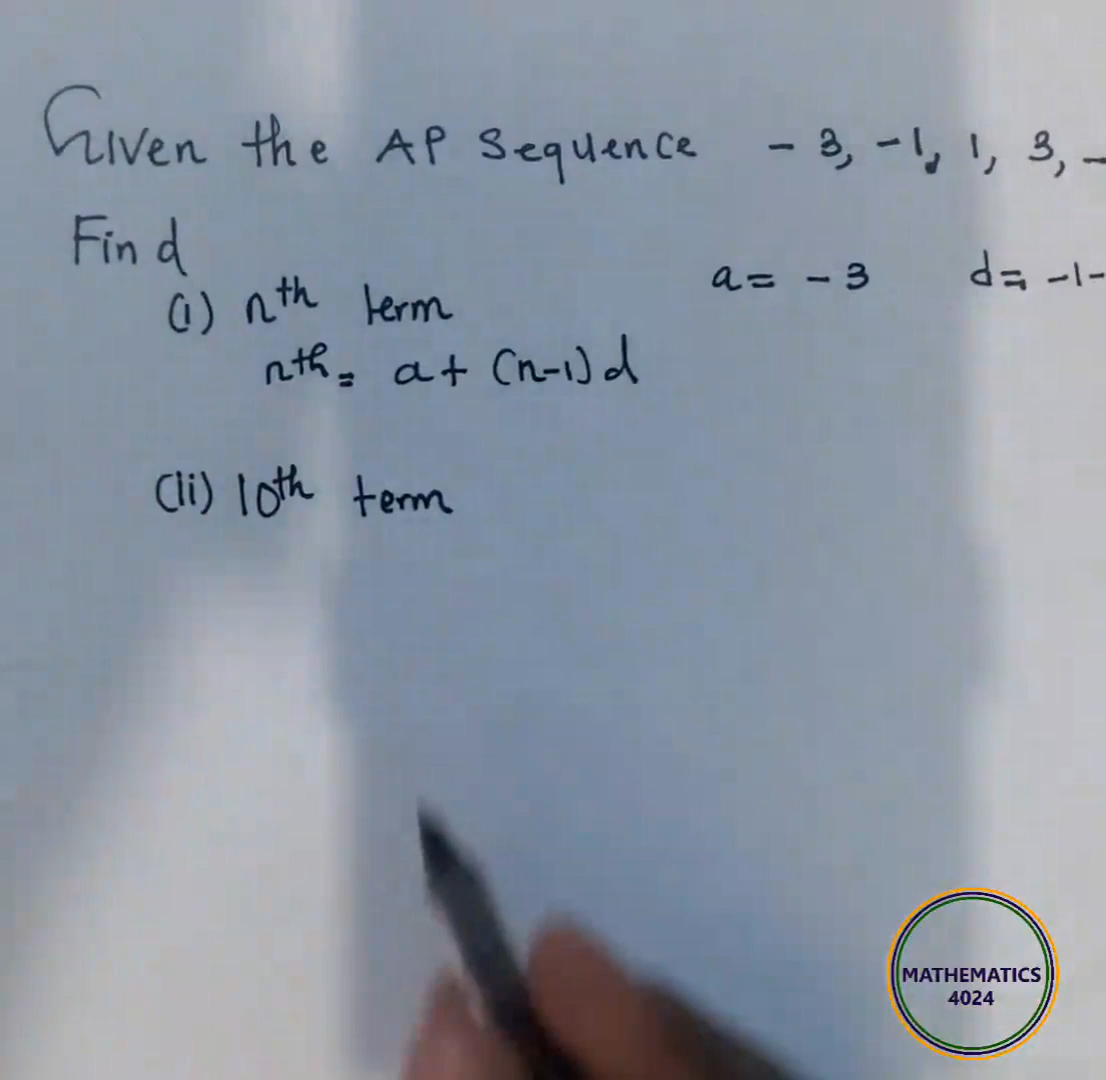 Given the AP Sequence - 3, -1, 1, 3, -
Find
(i) nth term a = - 3 d = -1-
nth = a + (n-1)d
(ii) 10th term
MATHEMATICS
4024